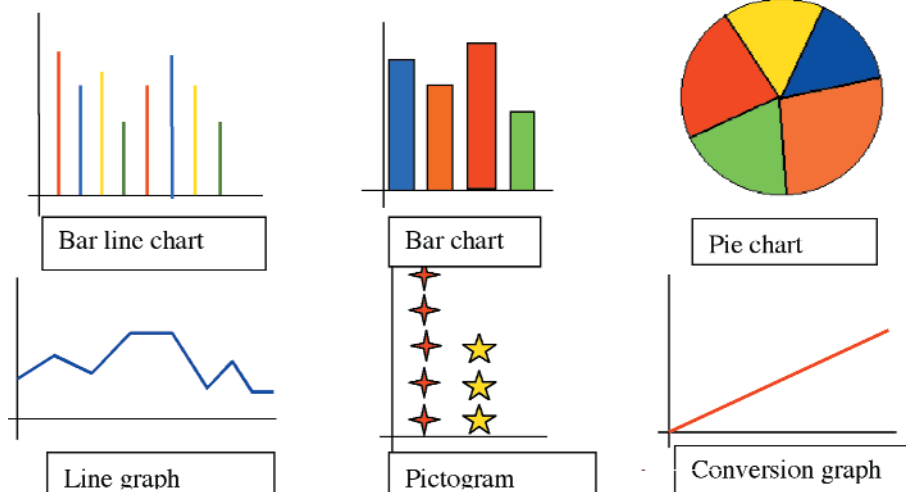 Bar line chart
Bar chart
Pie chart
Line graph
Pictogram
Conversion graph